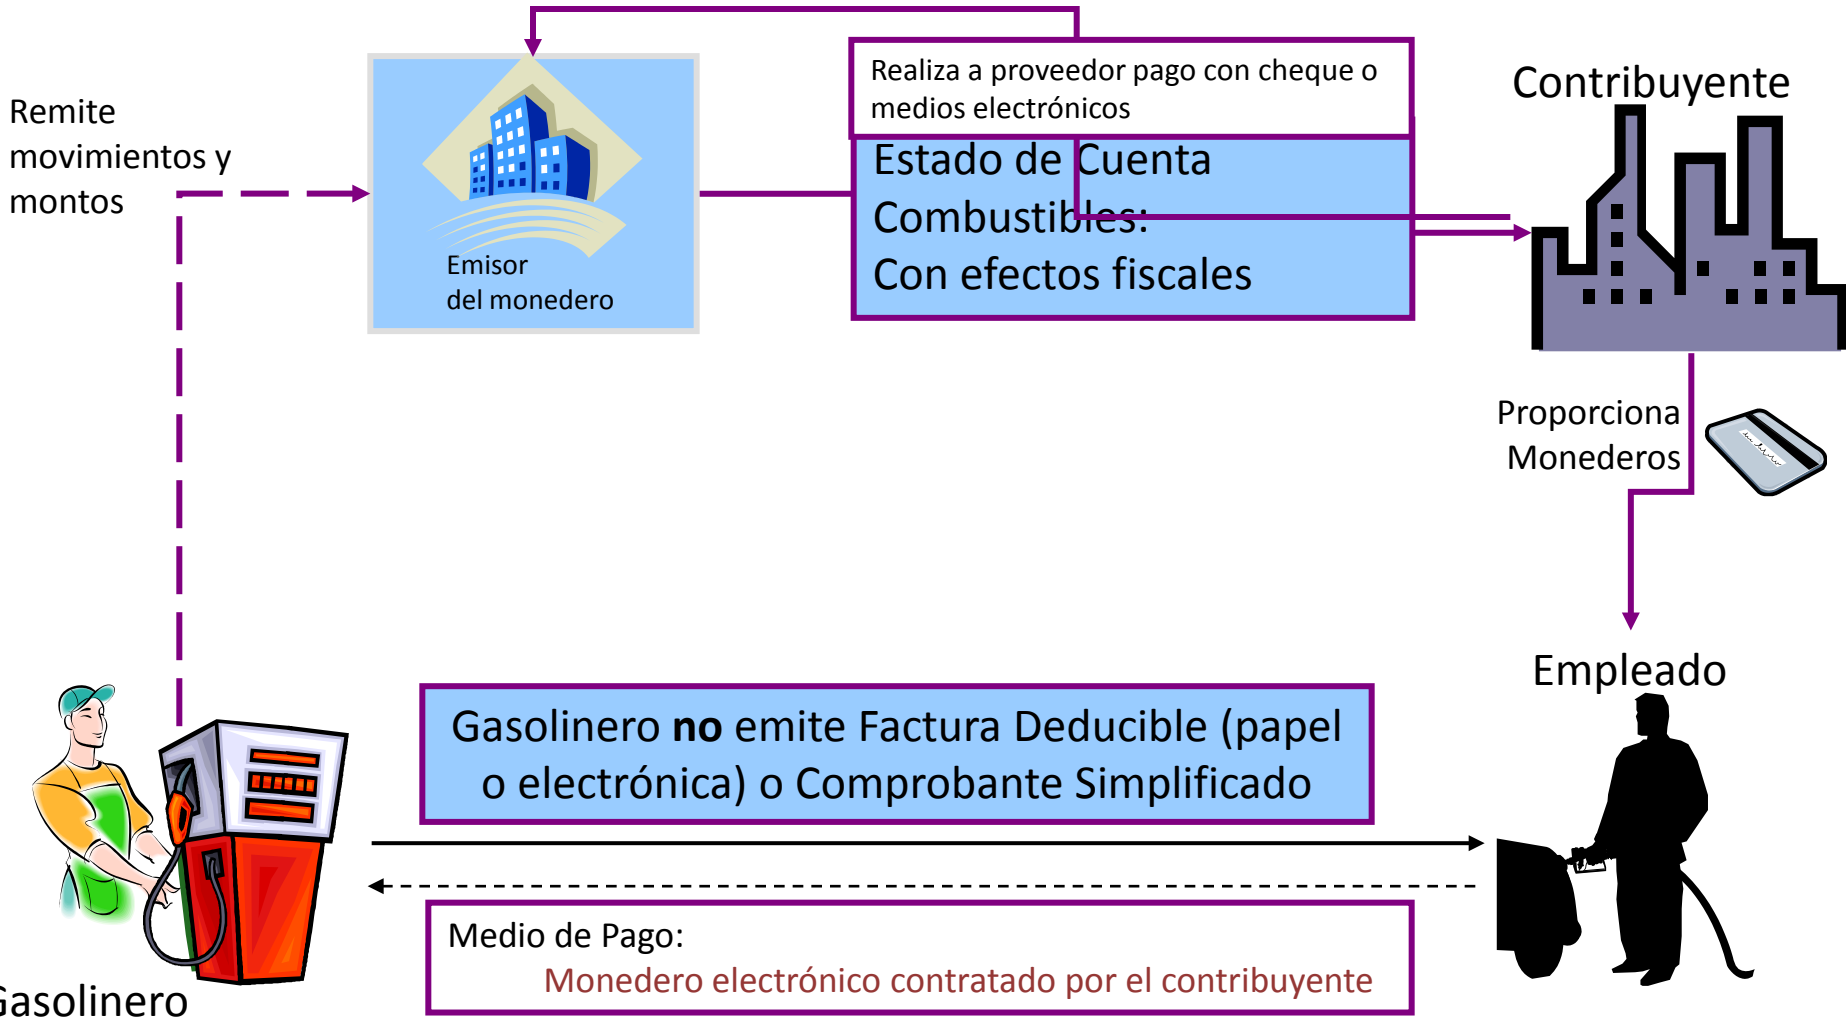 Remite
movimientos y
montos
Emisor
del monedero
Realiza a proveedor pago con cheque o
medios electrónicos
Estado de Cuenta
Combustibles:
Con efectos fiscales
Contribuyente
Proporciona
Monederos
Empleado
Gasolinero no emite Factura Deducible (papel
o electrónica) o Comprobante Simplificado
Medio de Pago:
Monedero electrónico contratado por el contribuyente
Gasolinero